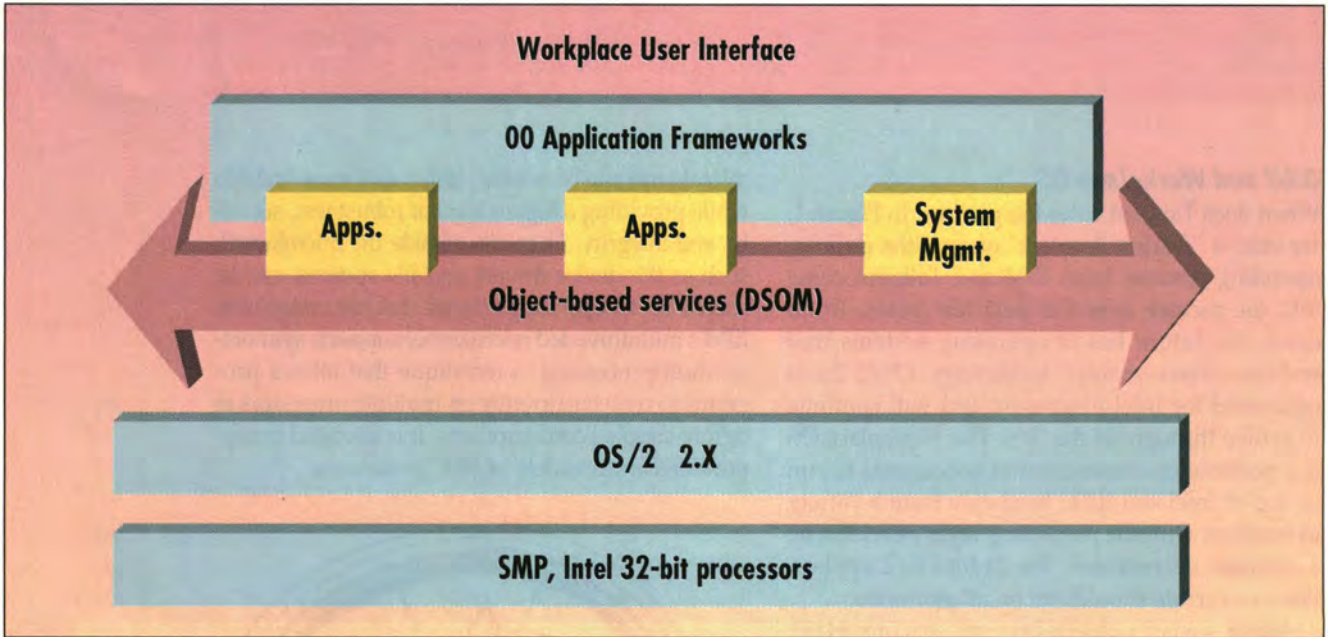 Workplace User Interface
OO Application Frameworks
Apps.
Apps.
System
Mgmt.
Object-based services (DSOM)
OS/2 2.X
SMP, Intel 32-bit processors